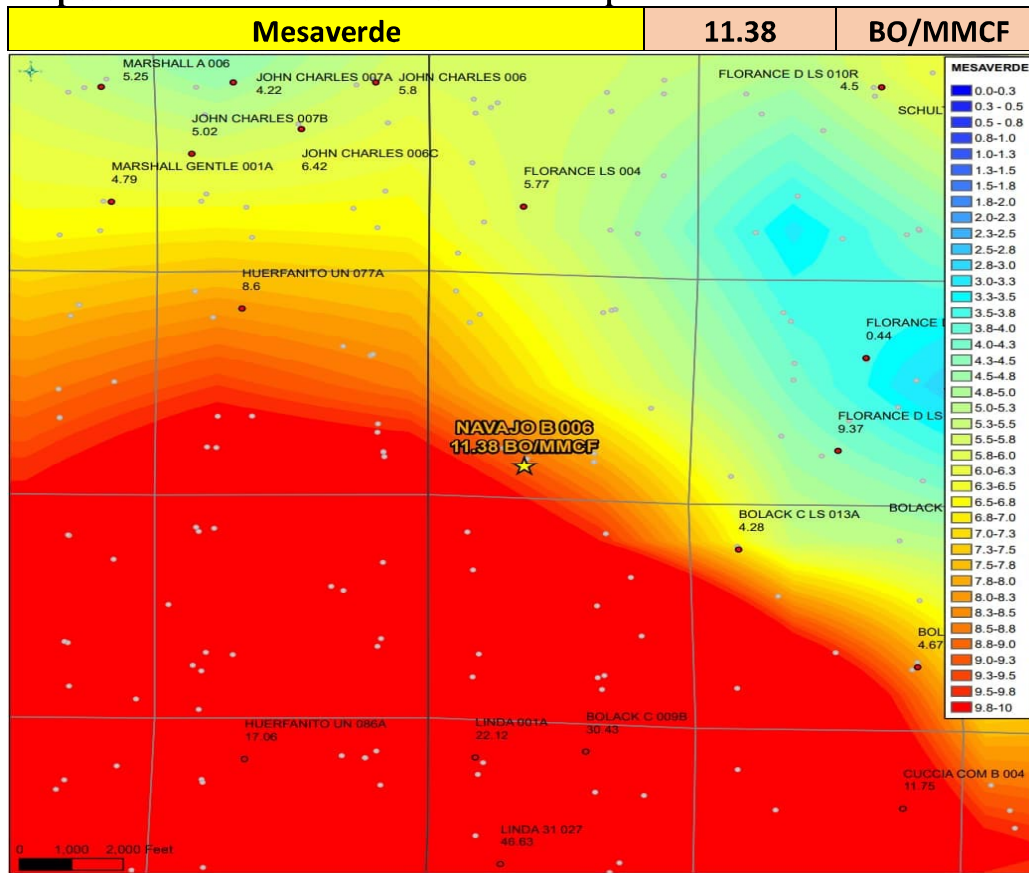 Mesaverde 11.38 BO/MMCF
MARSHALL A 006
5.25
JOHN CHARLES 007A
4.22
JOHN CHARLES 006
5.8
FLORANCE D LS 010R
4.5
JOHN CHARLES 007B
5.02
JOHN CHARLES 006C
6.42
MARSHALL GENTLE 001A
4.79
FLORANCE LS 004
5.77
HUERFANITO UN 077A
8.6
FLORANCE
0.44
NAVAJO B 006
11.38 BO/MMCF
FLORANCE D LS
9.37
BOLACK C LS 013A
4.28
BOLACK
BOL
4.67
HUERFANITO UN 086A
17.06
LINDA 001A
22.12
BOLACK C 009B
30.43
CUCCIA COM B 004
11.75
LINDA 31 027
46.63
0 1,000 2,000 Feet
MESAVERDE
0.0-0.3
0.3 - 0.5
0.5 - 0.8
0.8-1.0
1.0-1.3
1.3-1.5
1.5-1.8
1.8-2.0
2.0-2.3
2.3-2.5
2.5-2.8
2.8-3.0
3.0-3.3
3.3-3.5
3.5-3.8
3.8-4.0
4.0-4.3
4.3-4.5
4.5-4.8
4.8-5.0
5.0-5.3
5.3-5.5
5.5-5.8
5.8-6.0
6.0-6.3
6.3-6.5
6.5-6.8
6.8-7.0
7.0-7.3
7.3-7.5
7.5-7.8
7.8-8.0
8.0-8.3
8.3-8.5
8.5-8.8
8.8-9.0
9.0-9.3
9.3-9.5
9.5-9.8
9.8-10